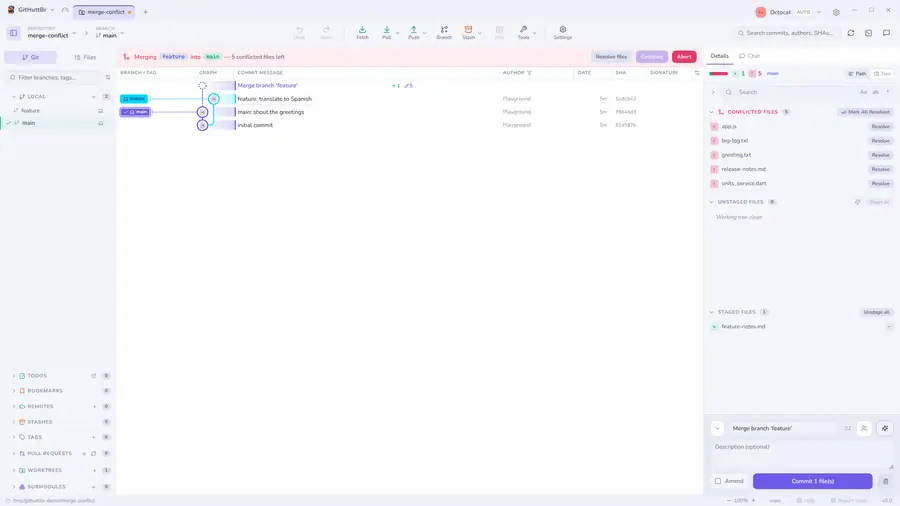 GitHuttBr
merge-conflict
Octocat
AUTO
REPOSITORY
merge-conflict
BRANCH
main
Undo
Redo
Fetch
Pull
Push
Branch
Stash
Pop
Tools
Settings
Search commits, authors, SHAs...
Git
Files
Filter branches, tags...
LOCAL
2
feature
main
Merging feature into main — 5 conflicted files left
Resolve files
Continue
Abort
BRANCH / TAG
GRAPH
COMMIT MESSAGE
AUTHOR
DATE
SHA
SIGNATURE
Merge branch 'feature'
+ 1
5
feature
feature: translate to Spanish
Playground
5m
main
main: shout the greetings
Playground
5m
initial commit
Playground
5m
Details
Chat
1
5
main
Path
Tree
Search
Aa
ab
CONFLICTED FILES
5
Mark All Resolved
app.js
Resolve
big-log.txt
Resolve
greeting.txt
Resolve
release-notes.md
Resolve
units_service.dart
Resolve
UNSTAGED FILES
0
Stage all
Working tree clean
STAGED FILES
1
Unstage all
feature-notes.md
TODOS
0
BOOKMARKS
0
REMOTES
0
STASHES
0
TAGS
0
PULL REQUESTS
0
WORKTREES
1
SUBMODULES
0
Merge branch 'feature'
22
Description (optional)
Amend
Commit 1 file(s)
100%
main
Help